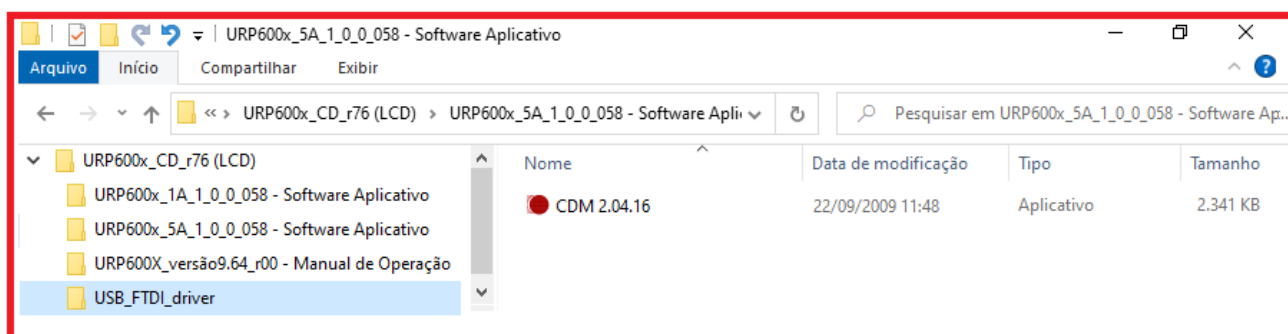 URP600x_5A_1_0_0_058 - Software Aplicativo
Arquivo Início Compartilhar Exibir
« › URP600x_CD_r76 (LCD) › URP600x_5A_1_0_0_058 - Software Apli Pesquisar em URP600x_5A_1_0_0_058 - Software Ap...
URP600x_CD_r76 (LCD) Nome Data de modificação Tipo Tamanho
URP600x_1A_1_0_0_058 - Software Aplicativo CDM 2.04.16 22/09/2009 11:48 Aplicativo 2.341 KB
URP600x_5A_1_0_0_058 - Software Aplicativo
URP600X_versão9.64_r00 - Manual de Operação
USB_FTDI_driver